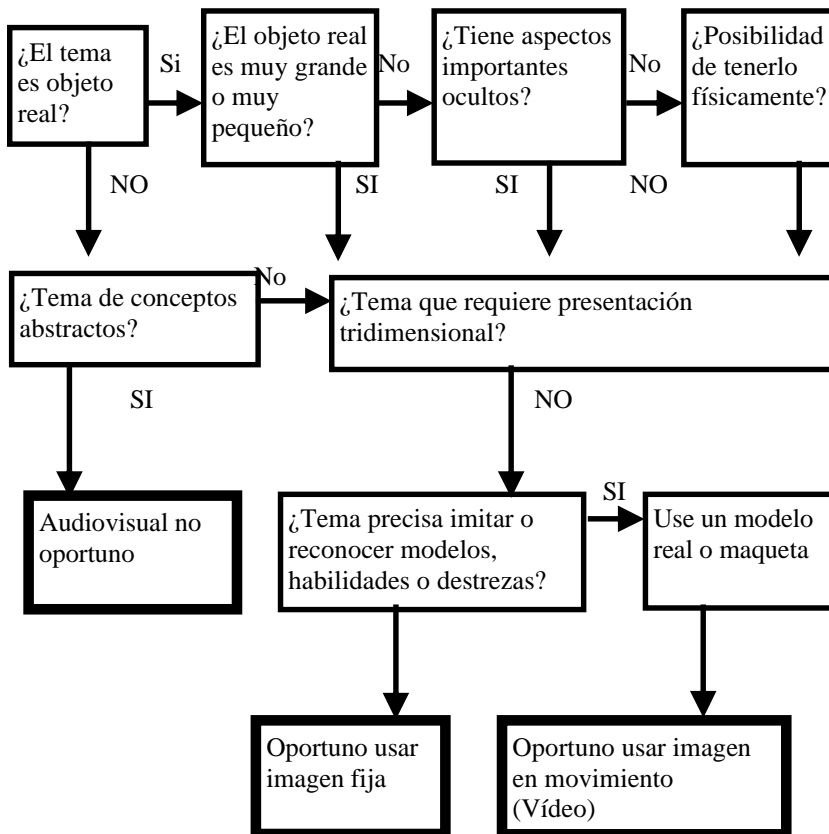 ¿El tema
es objeto
real?
Si
¿El objeto real
es muy grande
o muy
pequeño?
No
¿Tiene aspectos
importantes
ocultos?
No
¿Posibilidad
de tenerlo
físicamente?
NO
SI
SI
NO
¿Tema de conceptos
abstractos?
No
¿Tema que requiere presentación
tridimensional?
SI
NO
Audiovisual no
oportuno
¿Tema precisa imitar o
reconocer modelos,
habilidades o destrezas?
SI
Use un modelo
real o maqueta
Oportuno usar
imagen fija
Oportuno usar imagen
en movimiento
(Vídeo)